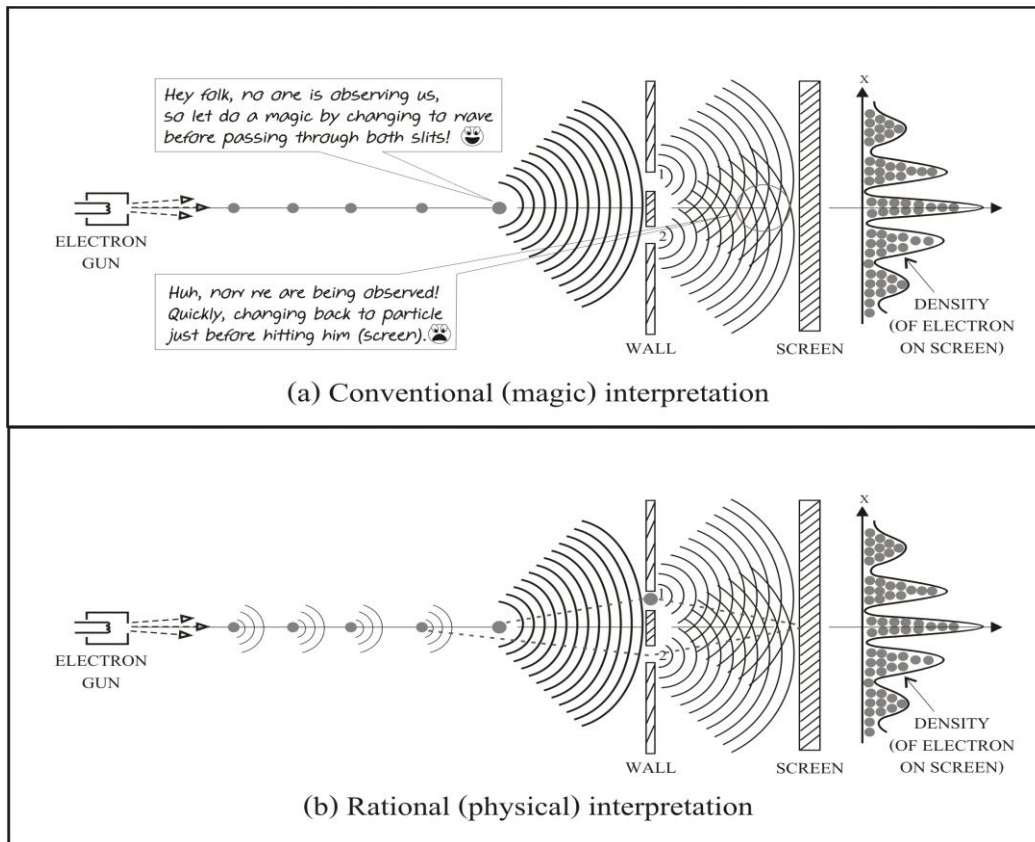 Hey folk, no one is observing us,
so let do a magic by changing to wave
before passing through both slits!
X
1
2
ELECTRON
GUN
Huh, now we are being observed!
Quickly, changing back to particle
just before hitting him (screen).
WALL
SCREEN
DENSITY
(OF ELECTRON
ON SCREEN)
(a) Conventional (magic) interpretation
X
1
2
ELECTRON
GUN
WALL
SCREEN
DENSITY
(OF ELECTRON
ON SCREEN)
(b) Rational (physical) interpretation